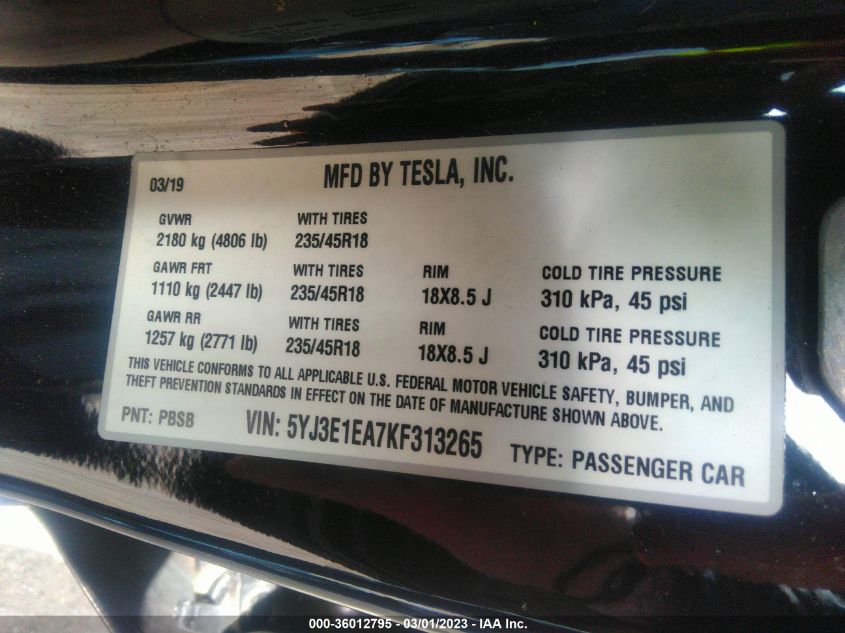 03/19 MFD BY TESLA, INC.
GVWR WITH TIRES
2180 kg (4806 lb) 235/45R18
GAWR FRT WITH TIRES RIM COLD TIRE PRESSURE
1110 kg (2447 lb) 235/45R18 18X8.5 J 310 kPa, 45 psi
GAWR RR WITH TIRES RIM COLD TIRE PRESSURE
1257 kg (2771 lb) 235/45R18 18X8.5 J 310 kPa, 45 psi
THIS VEHICLE CONFORMS TO ALL APPLICABLE U.S. FEDERAL MOTOR VEHICLE SAFETY, BUMPER, AND
THEFT PREVENTION STANDARDS IN EFFECT ON THE DATE OF MANUFACTURE SHOWN ABOVE.
PNT: PBSB VIN: 5YJ3E1EA7KF313265 TYPE: PASSENGER CAR
000-36012795 - 03/01/2023 - IAA Inc.